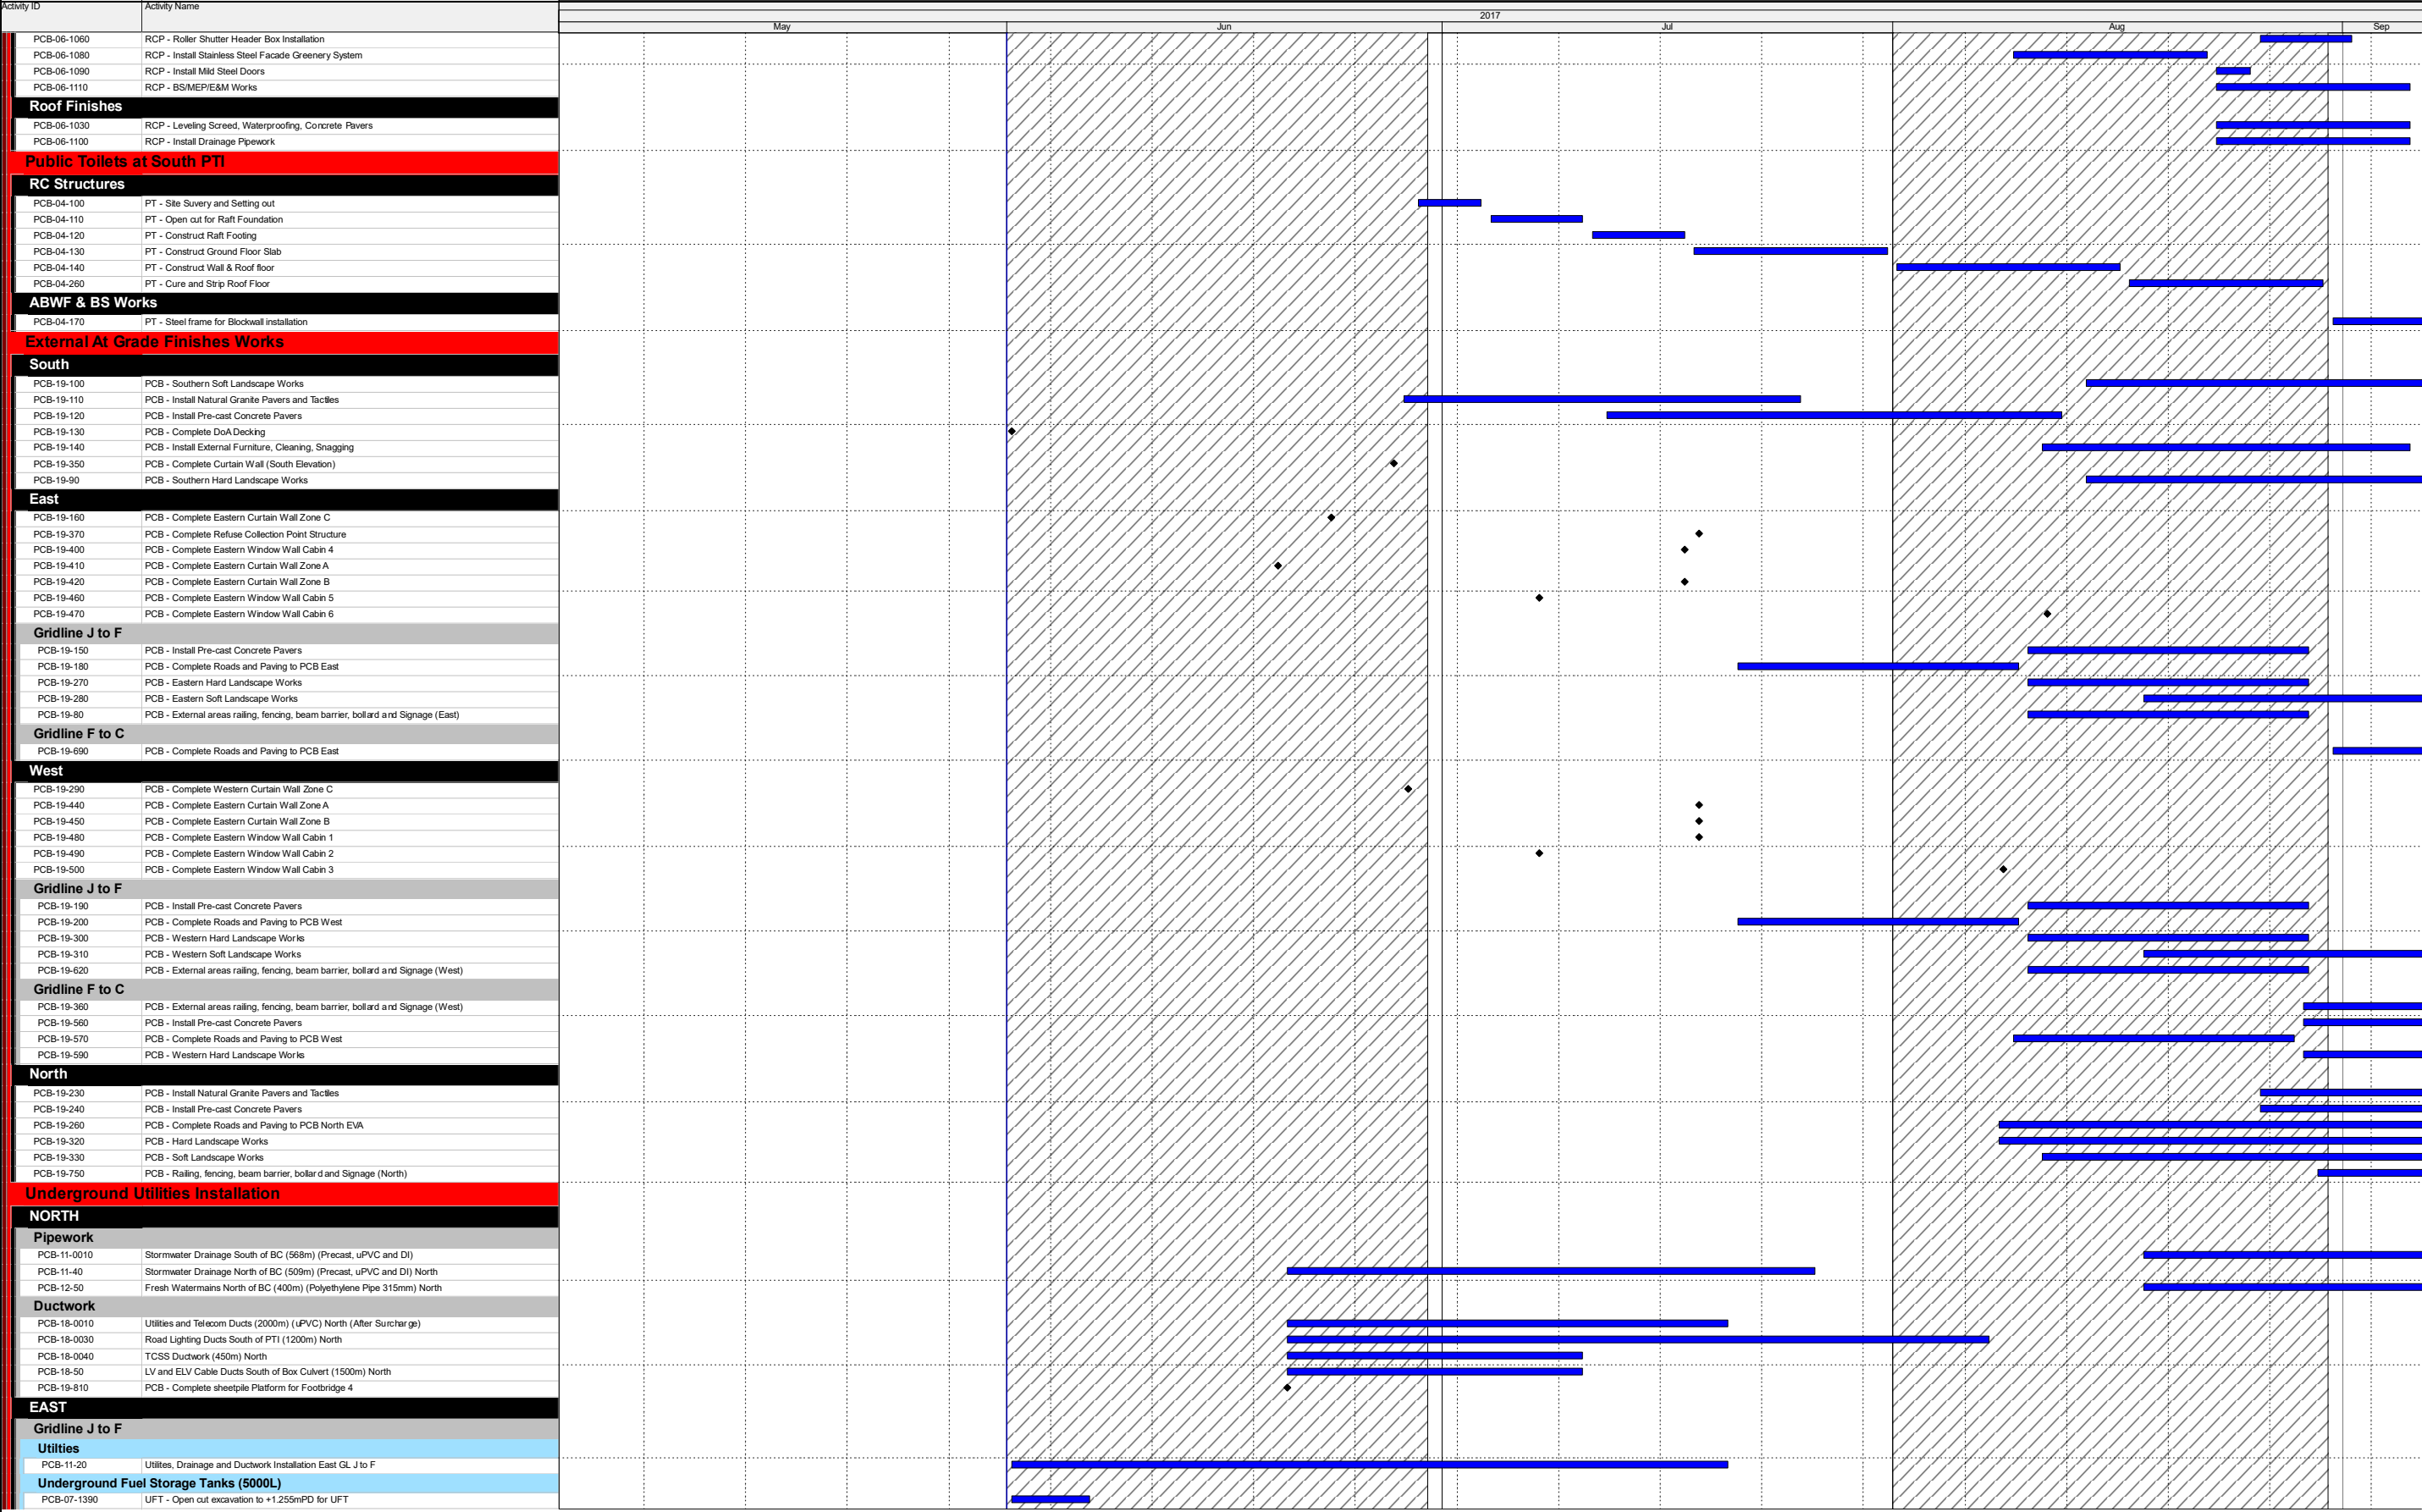 Activity ID Activity Name
2017
May Jun Jul Aug Sep
PCB-06-1060 RCP - Roller Shutter Header Box Installation
PCB-06-1080 RCP - Install Stainless Steel Facade Greenery System
PCB-06-1090 RCP - Install Mild Steel Doors
PCB-06-1110 RCP - BS/MEP/E&M Works
Roof Finishes
PCB-06-1030 RCP - Leveling Screed, Waterproofing, Concrete Pavers
PCB-06-1100 RCP - Install Drainage Pipework
Public Toilets at South PTI
RC Structures
PCB-04-100 PT - Site Suvery and Setting out
PCB-04-110 PT - Open cut for Raft Foundation
PCB-04-120 PT - Construct Raft Footing
PCB-04-130 PT - Construct Ground Floor Slab
PCB-04-140 PT - Construct Wall & Roof floor
PCB-04-260 PT - Cure and Strip Roof Floor
ABWF & BS Works
PCB-04-170 PT - Steel frame for Blockwall installation
External At Grade Finishes Works
South
PCB-19-100 PCB - Southern Soft Landscape Works
PCB-19-110 PCB - Install Natural Granite Pavers and Tactiles
PCB-19-120 PCB - Install Pre-cast Concrete Pavers
PCB-19-130 PCB - Complete DoA Decking
PCB-19-140 PCB - Install External Furniture, Cleaning, Snagging
PCB-19-350 PCB - Complete Curtain Wall (South Elevation)
PCB-19-90 PCB - Southern Hard Landscape Works
East
PCB-19-160 PCB - Complete Eastern Curtain Wall Zone C
PCB-19-370 PCB - Complete Refuse Collection Point Structure
PCB-19-400 PCB - Complete Eastern Window Wall Cabin 4
PCB-19-410 PCB - Complete Eastern Curtain Wall Zone A
PCB-19-420 PCB - Complete Eastern Curtain Wall Zone B
PCB-19-460 PCB - Complete Eastern Window Wall Cabin 5
PCB-19-470 PCB - Complete Eastern Window Wall Cabin 6
Gridline J to F
PCB-19-150 PCB - Install Pre-cast Concrete Pavers
PCB-19-180 PCB - Complete Roads and Paving to PCB East
PCB-19-270 PCB - Eastern Hard Landscape Works
PCB-19-280 PCB - Eastern Soft Landscape Works
PCB-19-80 PCB - External areas railing, fencing, beam barrier, bollard and Signage (East)
Gridline F to C
PCB-19-690 PCB - Complete Roads and Paving to PCB East
West
PCB-19-290 PCB - Complete Western Curtain Wall Zone C
PCB-19-440 PCB - Complete Eastern Curtain Wall Zone A
PCB-19-450 PCB - Complete Eastern Curtain Wall Zone B
PCB-19-480 PCB - Complete Eastern Window Wall Cabin 1
PCB-19-490 PCB - Complete Eastern Window Wall Cabin 2
PCB-19-500 PCB - Complete Eastern Window Wall Cabin 3
Gridline J to F
PCB-19-190 PCB - Install Pre-cast Concrete Pavers
PCB-19-200 PCB - Complete Roads and Paving to PCB West
PCB-19-300 PCB - Western Hard Landscape Works
PCB-19-310 PCB - Western Soft Landscape Works
PCB-19-620 PCB - External areas railing, fencing, beam barrier, bollard and Signage (West)
Gridline F to C
PCB-19-360 PCB - External areas railing, fencing, beam barrier, bollard and Signage (West)
PCB-19-560 PCB - Install Pre-cast Concrete Pavers
PCB-19-570 PCB - Complete Roads and Paving to PCB West
PCB-19-590 PCB - Western Hard Landscape Works
North
PCB-19-230 PCB - Install Natural Granite Pavers and Tactiles
PCB-19-240 PCB - Install Pre-cast Concrete Pavers
PCB-19-260 PCB - Complete Roads and Paving to PCB North EVA
PCB-19-320 PCB - Hard Landscape Works
PCB-19-330 PCB - Soft Landscape Works
PCB-19-750 PCB - Railing, fencing, beam barrier, bollard and Signage (North)
Underground Utilities Installation
NORTH
Pipework
PCB-11-0010 Stormwater Drainage South of BC (568m) (Precast, uPVC and DI)
PCB-11-40 Stormwater Drainage North of BC (509m) (Precast, uPVC and DI) North
PCB-12-50 Fresh Watermains North of BC (400m) (Polyethylene Pipe 315mm) North
Ductwork
PCB-18-0010 Utilities and Telecom Ducts (2000m) (uPVC) North (After Surcharge)
PCB-18-0030 Road Lighting Ducts South of PTI (1200m) North
PCB-18-0040 TCSS Ductwork (450m) North
PCB-18-50 LV and ELV Cable Ducts South of Box Culvert (1500m) North
PCB-19-810 PCB - Complete sheetpile Platform for Footbridge 4
EAST
Gridline J to F
Utilties
PCB-11-20 Utilites, Drainage and Ductwork Installation East GL J to F
Underground Fuel Storage Tanks (5000L)
PCB-07-1390 UFT - Open cut excavation to +1.255mPD for UFT